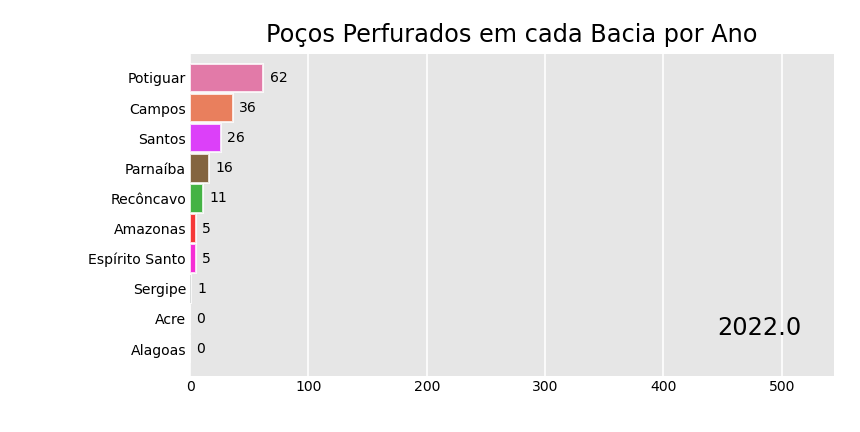 Poços Perfurados em cada Bacia por Ano
Potiguar 62
Campos 36
Santos 26
Parnaíba 16
Recôncavo 11
Amazonas 5
Espírito Santo 5
Sergipe 1
Acre 0
2022.0
Alagoas 0
0 100 200 300 400 500